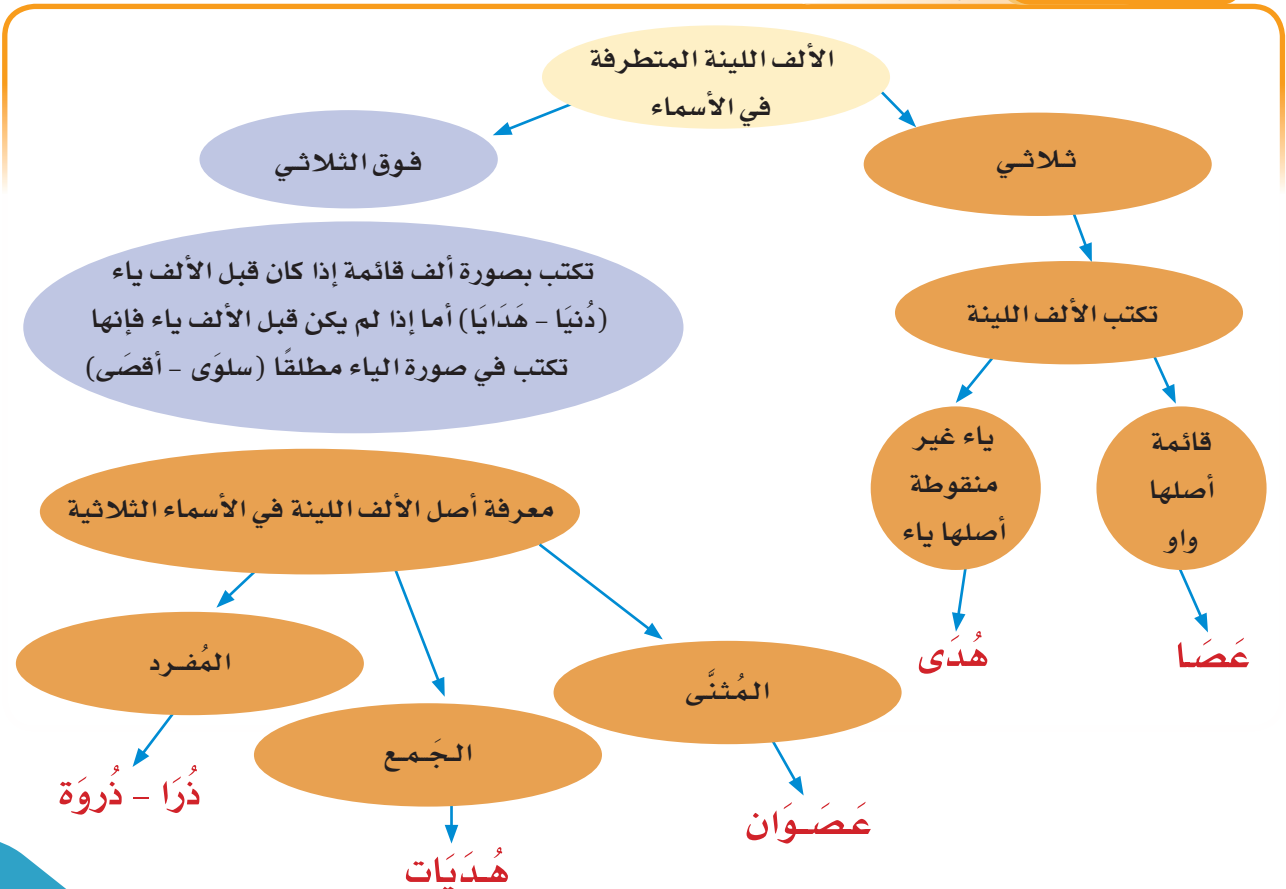 الألف اللينة المتطرفة
في الأسماء
ثلاثي
فوق الثلاثي
تكتب بصورة ألف قائمة إذا كان قبل الألف ياء
(دُنيَا - هَدَايَا) أما إذا لم يكن قبل الألف ياء فإنها
تكتب في صورة الياء مطلقًا (سلوَى - أقصَى)
تكتب الألف اللينة
قائمة
أصلها
واو
ياء غير
منقوطة
أصلها ياء
عَصَا
هُدَى
معرفة أصل الألف اللينة في الأسماء الثلاثية
المُثنَّى
الجَمع
المُفرد
عَصَوَان
هُدَيَات
ذُرَا - ذُروَة